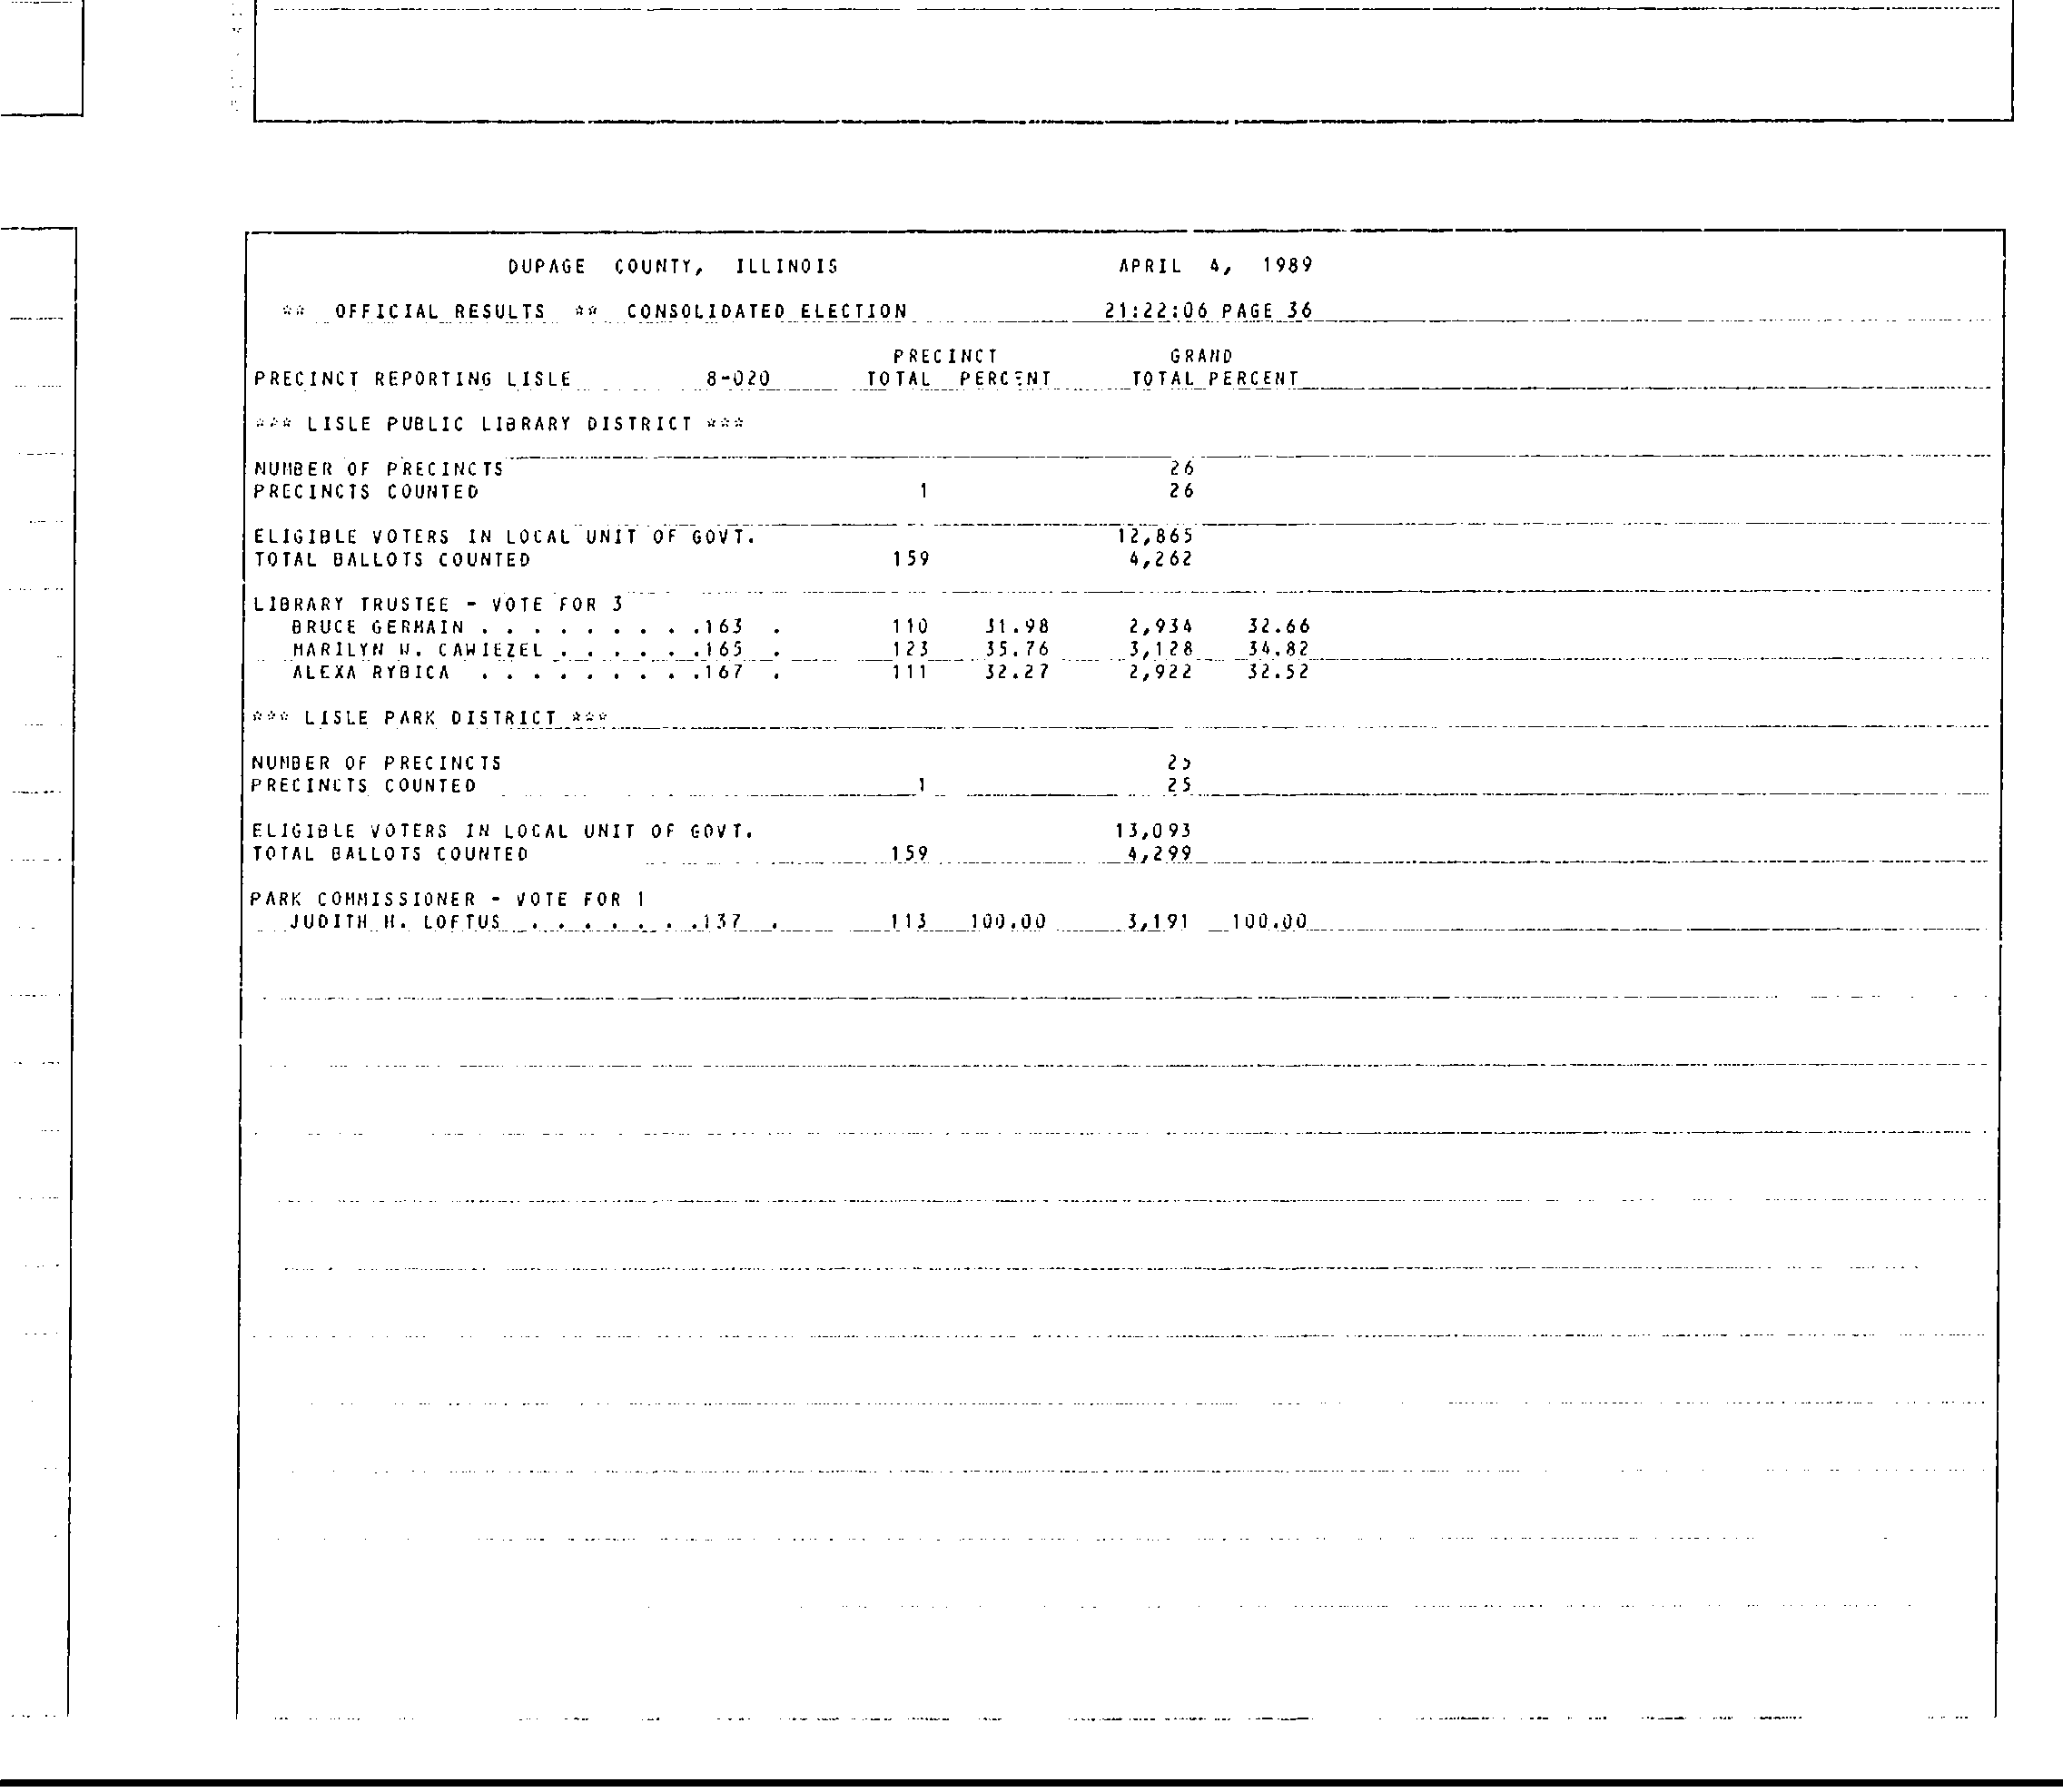 DUPAGE COUNTY, ILLINOIS APRIL 4, 1989
** OFFICIAL RESULTS ** CONSOLIDATED ELECTION 21:22:06 PAGE 36
PRECINCT GRAND
PRECINCT REPORTING LISLE 8-020 TOTAL PERCENT TOTAL PERCENT
*** LISLE PUBLIC LIBRARY DISTRICT ***
NUMBER OF PRECINCTS 26
PRECINCTS COUNTED 1 26
ELIGIBLE VOTERS IN LOCAL UNIT OF GOVT. 12,865
TOTAL BALLOTS COUNTED 159 4,262
LIBRARY TRUSTEE - VOTE FOR 3
BRUCE GERMAIN . . . . . . . . .163 . 110 31.98 2,934 32.66
MARILYN W. CAWIEZEL . . . . . .165 . 123 35.76 3,128 34.82
ALEXA RYBICA . . . . . . . . .167 . 111 32.27 2,922 32.52
*** LISLE PARK DISTRICT ***
NUMBER OF PRECINCTS 25
PRECINCTS COUNTED 1 25
ELIGIBLE VOTERS IN LOCAL UNIT OF GOVT. 13,093
TOTAL BALLOTS COUNTED 159 4,299
PARK COMMISSIONER - VOTE FOR 1
JUDITH H. LOFTUS . . . . . . .137 . 113 100.00 3,191 100.00